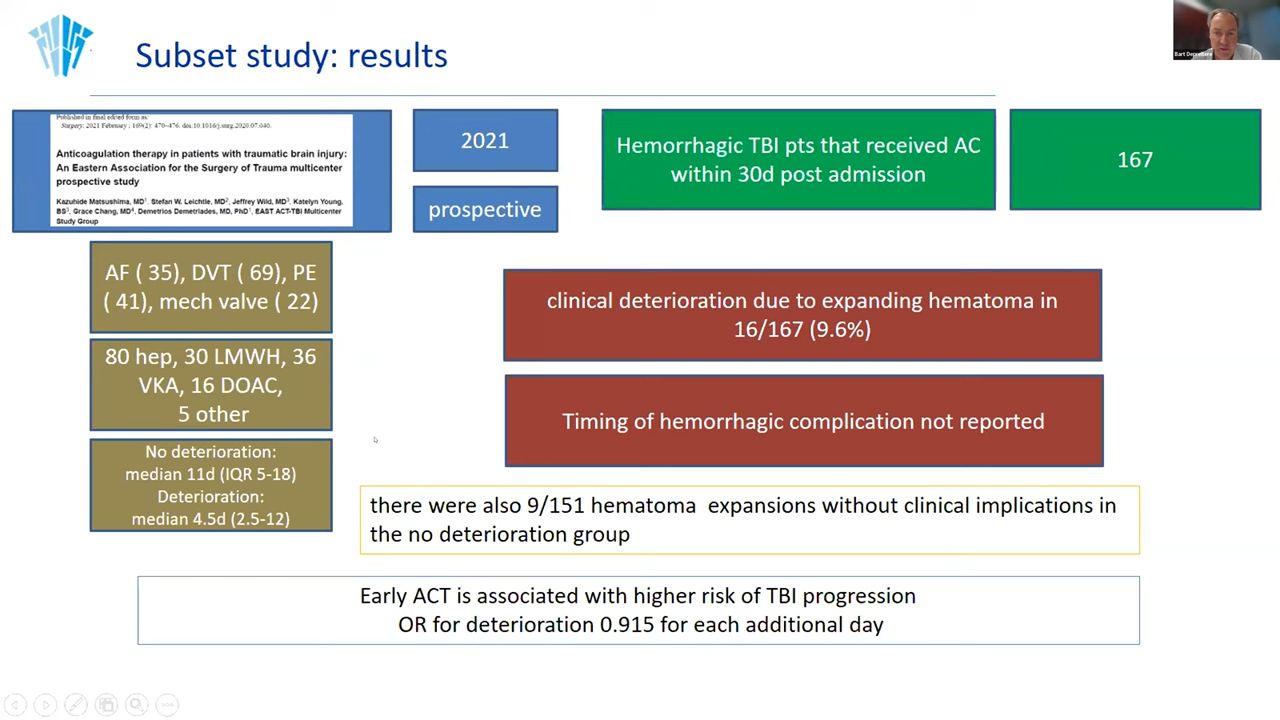 Subset study: results
Bart Depreitere
Published in final edited form as:
Surgery. 2021 February ; 169(2): 470–476. doi:10.1016/j.surg.2020.07.040.
Anticoagulation therapy in patients with traumatic brain injury:
An Eastern Association for the Surgery of Trauma multicenter
prospective study
Kazuhide Matsushima, MD1, Stefan W. Leichtle, MD2, Jeffrey Wild, MD3, Katelyn Young,
BS3, Grace Chang, MD4, Demetrios Demetriades, MD, PhD1, EAST ACT-TBI Multicenter
Study Group
2021
prospective
Hemorrhagic TBI pts that received AC
within 30d post admission
167
AF ( 35), DVT ( 69), PE
( 41), mech valve ( 22)
80 hep, 30 LMWH, 36
VKA, 16 DOAC,
5 other
No deterioration:
median 11d (IQR 5-18)
Deterioration:
median 4.5d (2.5-12)
clinical deterioration due to expanding hematoma in
16/167 (9.6%)
Timing of hemorrhagic complication not reported
there were also 9/151 hematoma expansions without clinical implications in
the no deterioration group
Early ACT is associated with higher risk of TBI progression
OR for deterioration 0.915 for each additional day